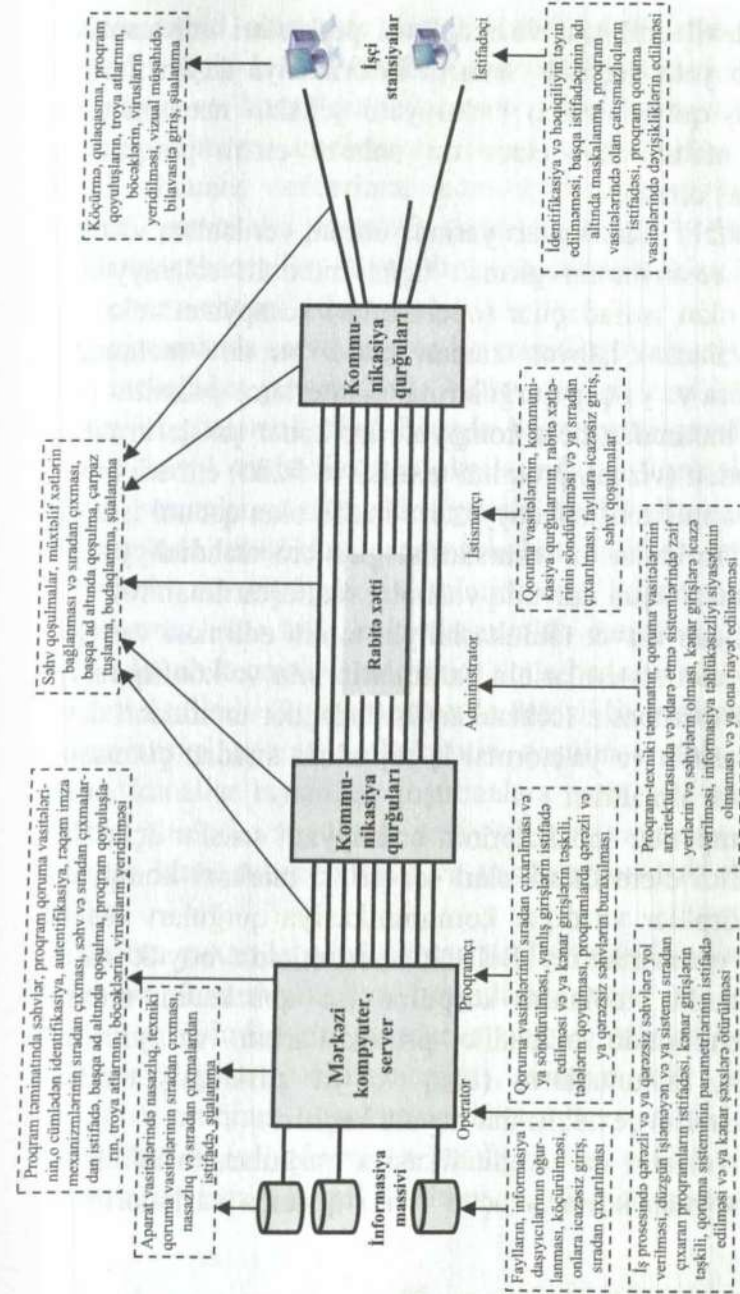 Proqram təminatında səhvlər, proqram qoruma vasitələri-
nin,o cümlədən identifikasiya, autentifikasiya, rəqəm imza
mexanizmlərinin sıradan çıxması, səhv və sıradan çıxmalar-
dan istifadə, başqa ad altında qoşulma, proqram qoyuluşla-
rın, troya atlarının, böcəklərin, virusların yeridilməsi
Aparat vasitələrində nasazlıq, texniki
qoruma vasitələrinin sıradan çıxması,
nasazlıq və sıradan çıxmalardan
istifadə, şüalanma
Səhv qoşulmalar, müxtəlif xətlərin
bağlanması və sıradan çıxması,
başqa ad altında qoşulma, çarpaz
tuşlama, budaqlanma, şüalanma
Köçürmə, qulaqasma, proqram
qoyuluşların, troya atlarının,
böcəklərin, virusların
yeridilməsi, vizual müşahidə,
bilavasitə giriş, şüalanma
İnformasiya
massivi
Mərkəzi
kompyuter
server
Kommu-
nikasiya
qurğuları
Rabitə xətti
Kommu-
nikasiya
qurğuları
İşçi
stansiyalar
Operator
Proqramçı
Administrator
İstismarçı
İstifadəçi
Faylların, informasiya
daşıyıcılarının oğur-
lanması, köçürülməsi,
onlara icazəsiz giriş,
sıradan çıxarılması
Qoruma vasitələrinin sıradan çıxarılması və
ya söndürülməsi, yanlış girişlərin istifadə
edilməsi və ya kənar girişlərin təşkili,
tələlərin qoyulması, proqramlarda qərəzli və
ya qərəzsiz səhvlərin buraxılması
Qoruma vasitələrinin, kommuni-
kasiya qurğularının, rabitə xətlə-
rinin söndürülməsi və ya sıradan
çıxarılması, fayllara icazəsiz giriş,
səhv qoşulmalar
İdentifikasiya və həqiqiliyin təyin
edilməməsi, başqa istifadəçinin adı
altında maskalanma, proqram
vasitələrində olan çatışmazlıqların
istifadəsi, proqram qoruma
vasitələrində dəyişikliklərin edilməsi
İş prosesində qərəzli və ya qərəzsiz səhvlərə yol
verilməsi, düzgün işləməyən və ya sistemi sıradan
çıxaran proqramların istifadəsi, kənar girişlərin
təşkili, qoruma sisteminin parametrlərinin istifadə
edilməsi və ya kənar şəxslərə ötürülməsi
Proqram-texniki təminatın, qoruma vasitələrinin
arxitekturasında və idarə etmə sistemlərində zəif
yerlərin və səhvlərin olması, kənar girişlərə icazə
verilməsi, informasiya təhlükəsizliyi siyasətinin
olmaması və ya ona riayət edilməməsi